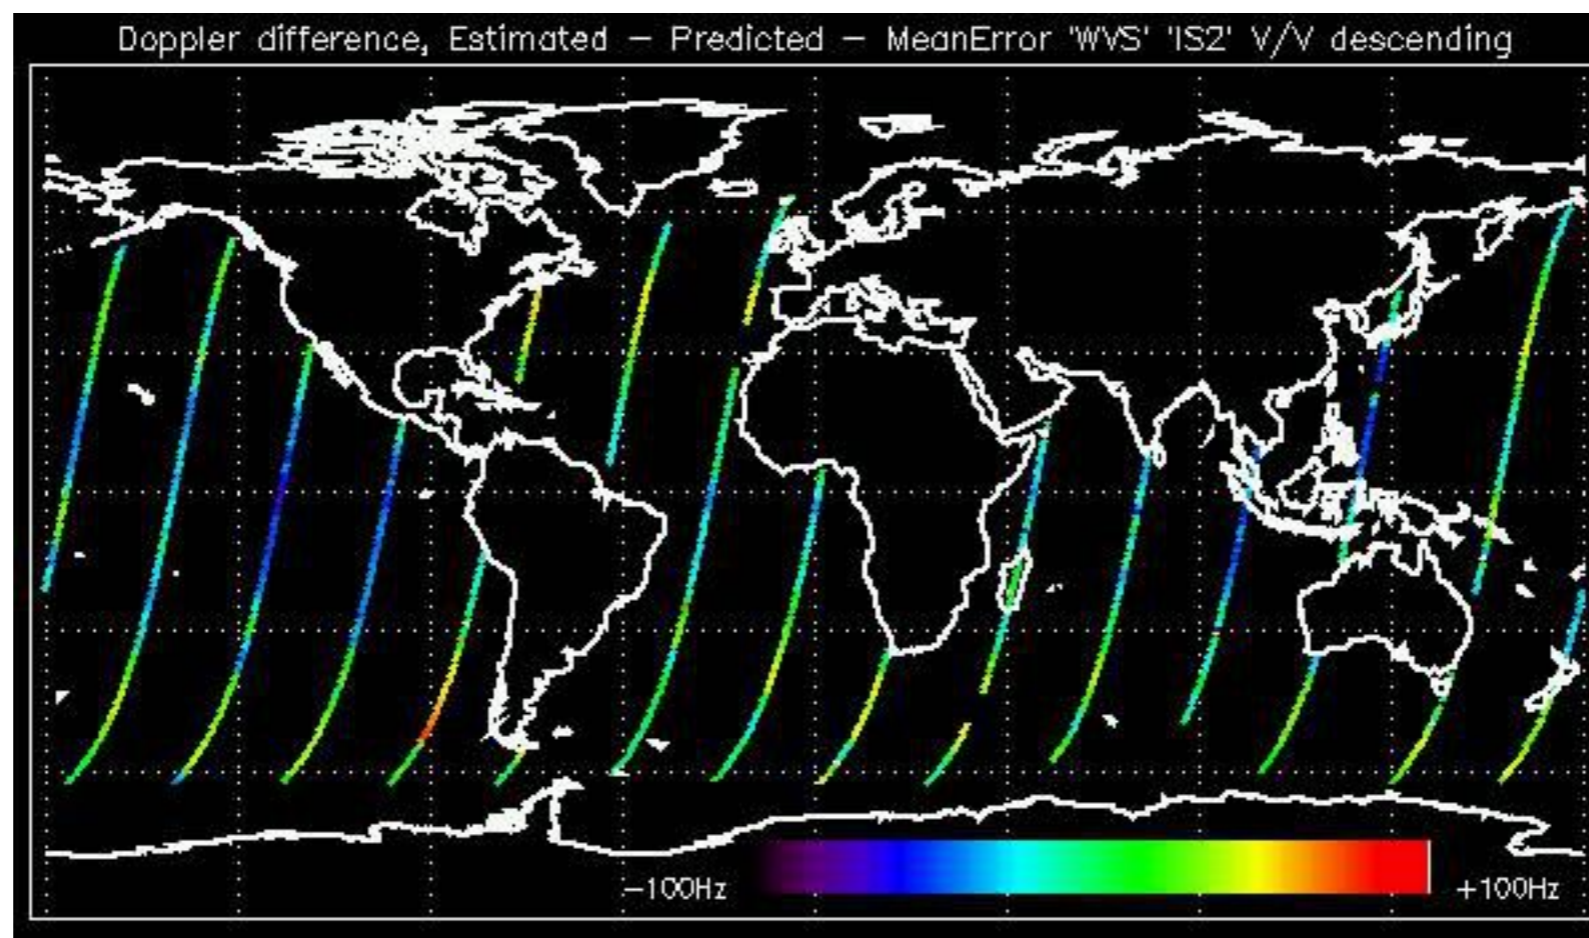 Doppler difference, Estimated – Predicted – MeanError 'WVS' 'IS2' V/V descending
–100Hz +100Hz